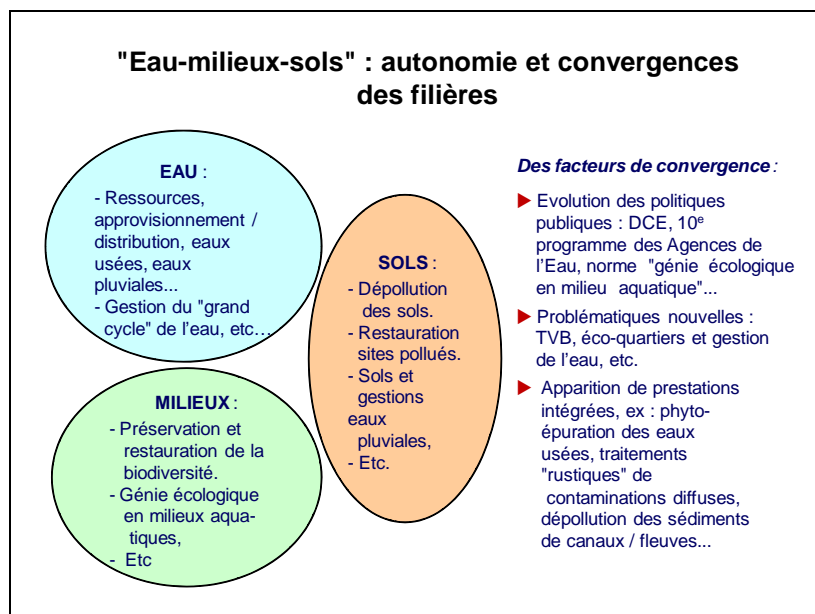 "Eau-milieux-sols" : autonomie et convergences
des filières
EAU :
- Ressources,
approvisionnement /
distribution, eaux
usées, eaux
pluviales...
- Gestion du "grand
cycle" de l'eau, etc…
MILIEUX :
- Préservation et
restauration de la
biodiversité.
- Génie écologique
en milieux aqua-
tiques,
- Etc
SOLS :
- Dépollution
des sols.
- Restauration
sites pollués.
- Sols et
gestions
eaux
pluviales,
- Etc.
Des facteurs de convergence :
Evolution des politiques
publiques : DCE, 10e
programme des Agences de
l'Eau, norme "génie écologique
en milieu aquatique"...
Problématiques nouvelles :
TVB, éco-quartiers et gestion
de l'eau, etc.
Apparition de prestations
intégrées, ex : phyto-
épuration des eaux
usées, traitements
"rustiques" de
contaminations diffuses,
dépollution des sédiments
de canaux / fleuves...